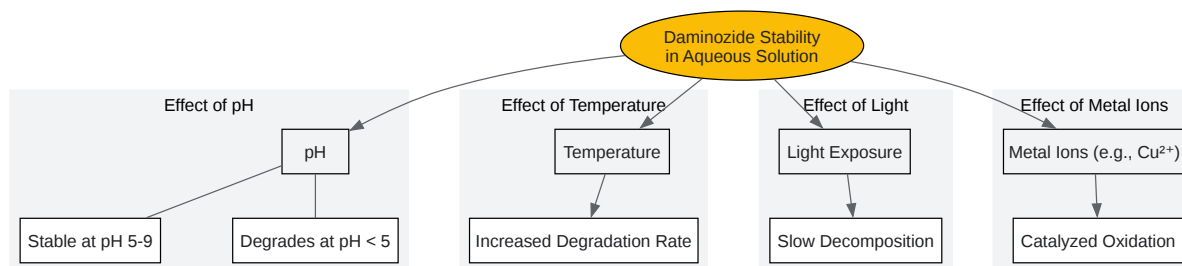 Daminozide Stability
in Aqueous Solution
Effect of pH
Effect of Temperature
Effect of Light
Effect of Metal Ions
pH
Temperature
Light Exposure
Metal Ions (e.g., Cu²⁺)
Stable at pH 5-9
Degrades at pH < 5
Increased Degradation Rate
Slow Decomposition
Catalyzed Oxidation